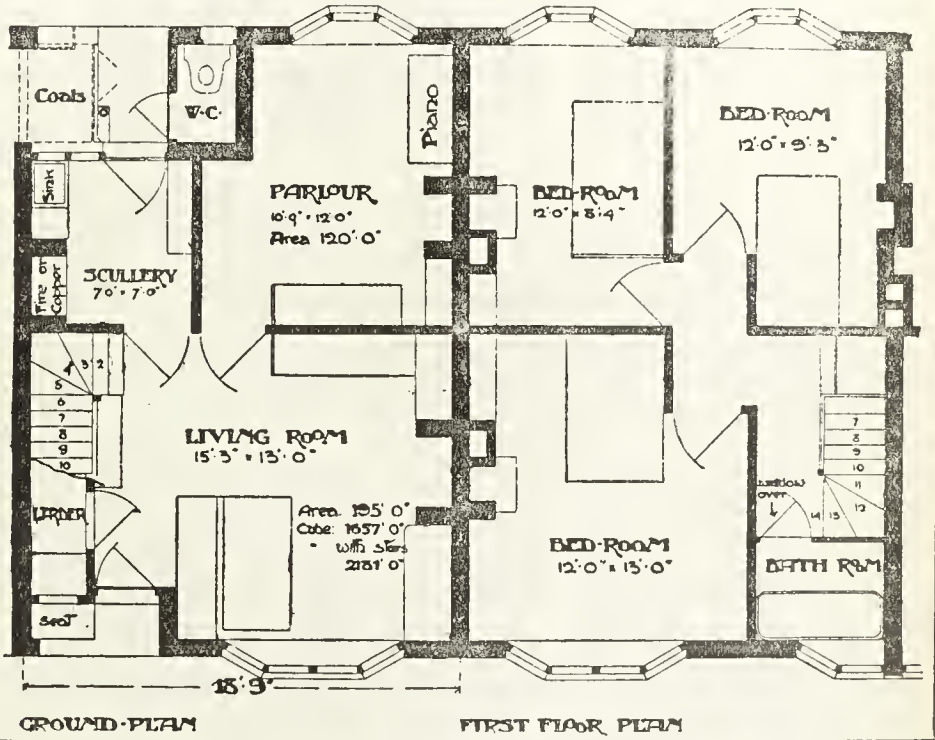 Coals
W·C·
Piano
Sink
PARLOUR
10'·9" × 12'·0"
Area 120'·0"
SCULLERY
7'0" × 7'·0"
Fire or
Copper
2
3
4
5
6
7
8
9
10
LIVING ROOM
15'·3" × 13'·0"
Area. 195' 0"
Cube: 1657' 0"
" with stairs
2181' 0"
LARDER
Seat
18'·9"
GROUND·PLAN
BED·ROOM
12'·0" × 8'·4"
BED·ROOM
12'·0" × 9'·3"
7
8
9
10
11
12
13
14
window
over
BED·ROOM
12'·0" × 13'·0"
BATH ROOM
FIRST FLOOR PLAN